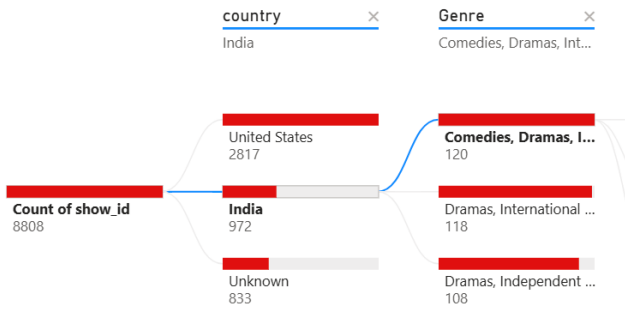 country ×
India
Genre ×
Comedies, Dramas, Int...
United States
2817
Count of show_id
8808
India
972
Unknown
833
Comedies, Dramas, I...
120
Dramas, International ...
118
Dramas, Independent ...
108